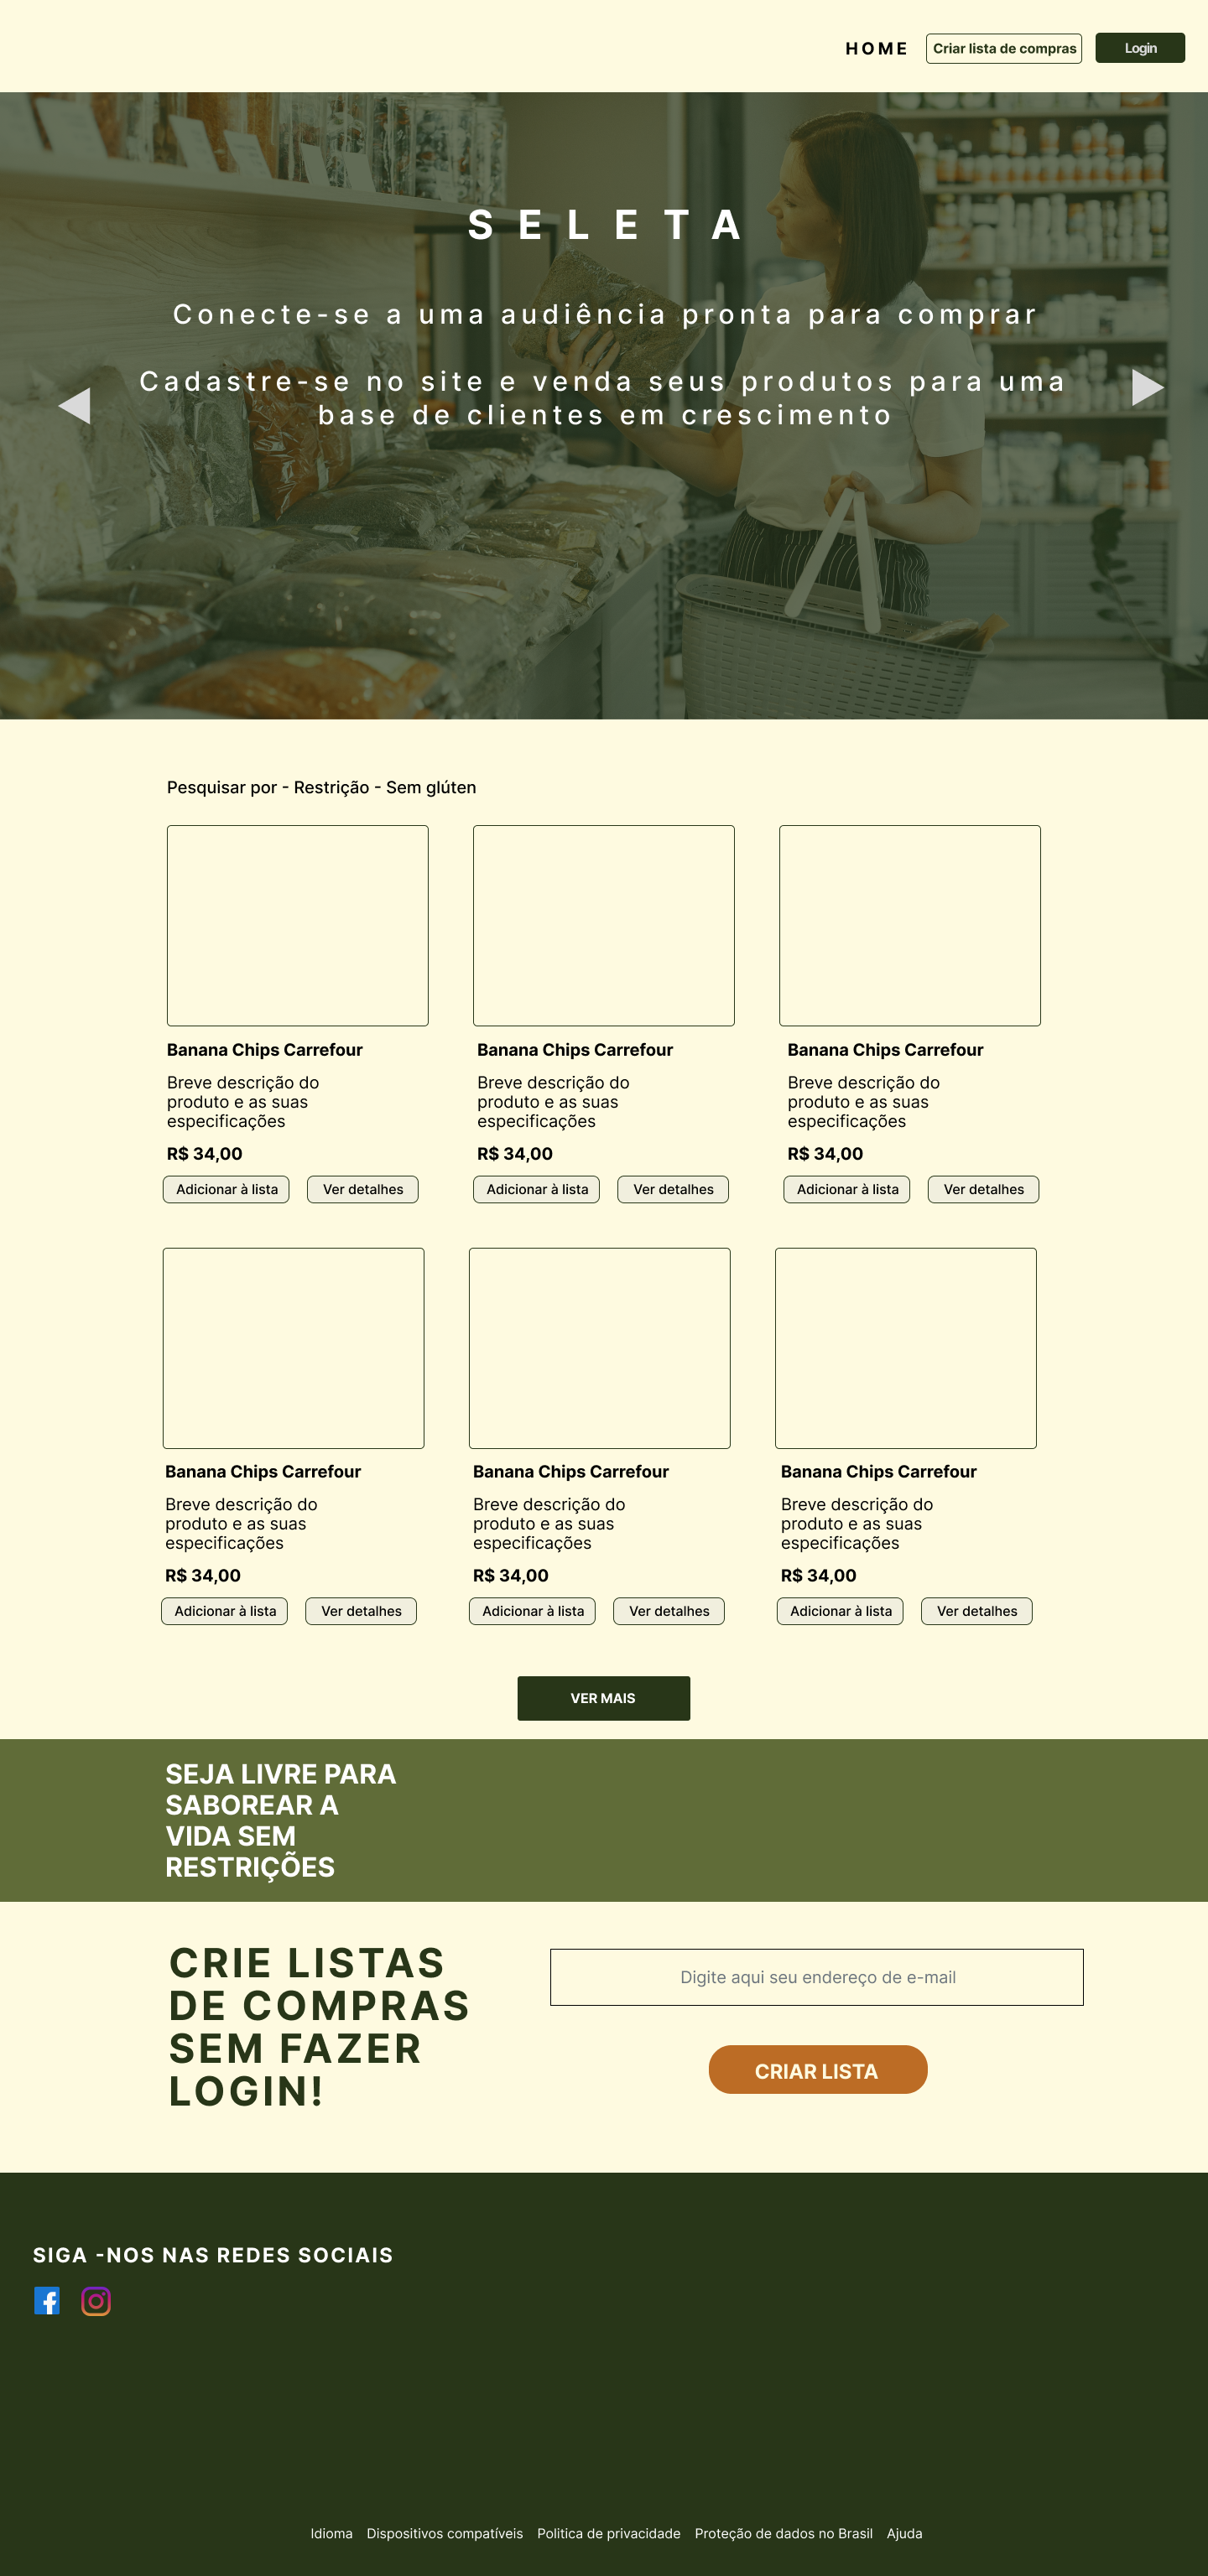 HOME Criar lista de compras Login
SELETA
Conecte-se a uma audiência pronta para comprar
Cadastre-se no site e venda seus produtos para uma
base de clientes em crescimento
Pesquisar por - Restrição - Sem glúten
Banana Chips Carrefour
Breve descrição do
produto e as suas
especificações
R$ 34,00
Adicionar à lista Ver detalhes
Banana Chips Carrefour
Breve descrição do
produto e as suas
especificações
R$ 34,00
Adicionar à lista Ver detalhes
Banana Chips Carrefour
Breve descrição do
produto e as suas
especificações
R$ 34,00
Adicionar à lista Ver detalhes
Banana Chips Carrefour
Breve descrição do
produto e as suas
especificações
R$ 34,00
Adicionar à lista Ver detalhes
Banana Chips Carrefour
Breve descrição do
produto e as suas
especificações
R$ 34,00
Adicionar à lista Ver detalhes
Banana Chips Carrefour
Breve descrição do
produto e as suas
especificações
R$ 34,00
Adicionar à lista Ver detalhes
VER MAIS
SEJA LIVRE PARA
SABOREAR A
VIDA SEM
RESTRIÇÕES
CRIE LISTAS
DE COMPRAS
SEM FAZER
LOGIN!
Digite aqui seu endereço de e-mail
CRIAR LISTA
SIGA -NOS NAS REDES SOCIAIS
Idioma Dispositivos compatíveis Politica de privacidade Proteção de dados no Brasil Ajuda